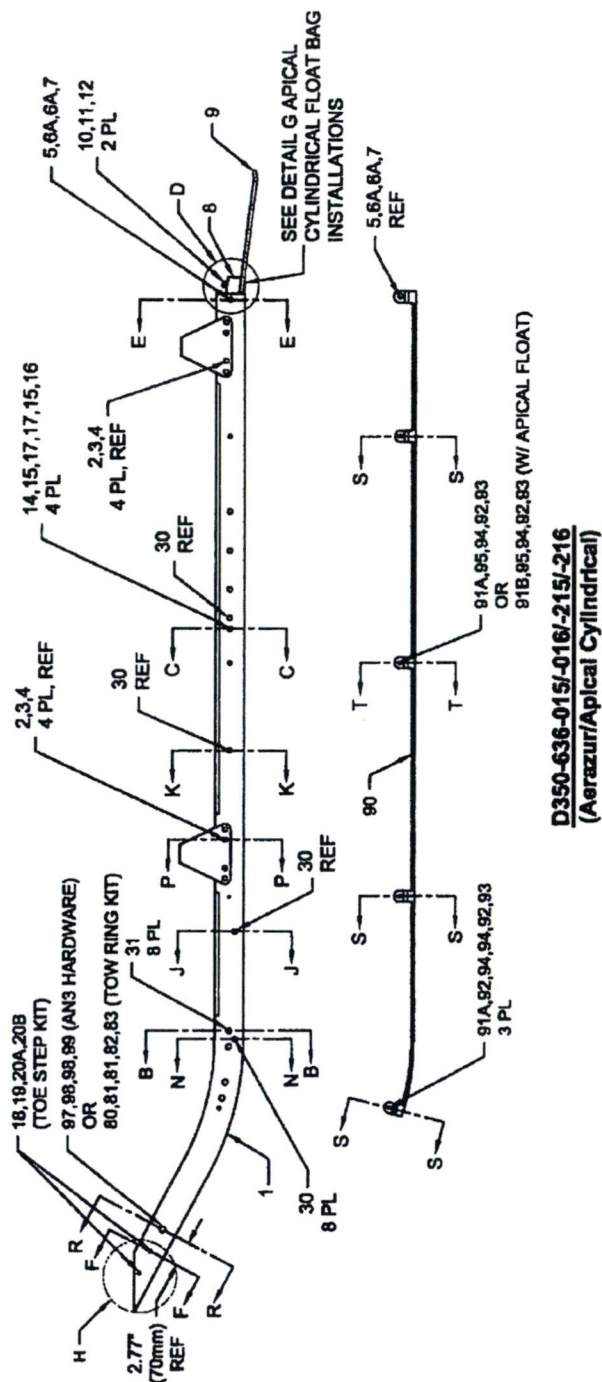 H
2.77"
(70mm)
REF
F
R
F
R
18,19,20A,20B
(TOE STEP KIT)
97,98,98,99 (AN3 HARDWARE)
OR
80,81,81,82,83 (TOW RING KIT)
1
30
8 PL
31
8 PL
B
N
N
B
J
J
30
REF
2,3,4
4 PL, REF
P
P
30
REF
K
K
30
REF
C
C
14,15,17,17,15,16
4 PL
2,3,4
4 PL, REF
E
E
5,6A,6A,7
10,11,12
2 PL
D
8
9
SEE DETAIL G APICAL
CYLINDRICAL FLOAT BAG
INSTALLATIONS
S
S
91A,92,94,94,92,93
3 PL
S
S
90
T
T
91A,95,94,92,93
OR
91B,95,94,92,93 (W/ APICAL FLOAT)
S
S
5,6A,6A,7
REF
D350-636-015/-016/-215/-216
(Aerazur/Apical Cylindrical)